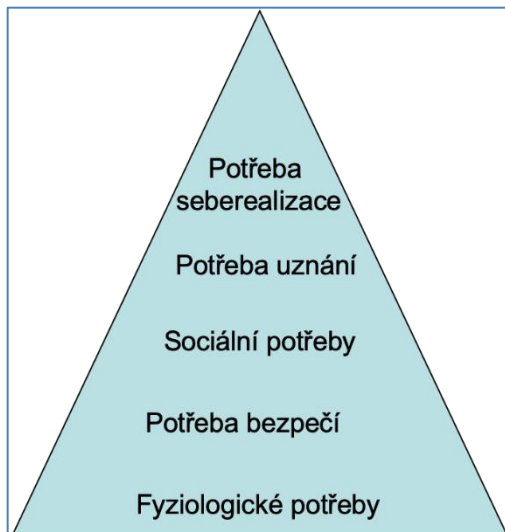 Potřeba
seberealizace
Potřeba uznání
Sociální potřeby
Potřeba bezpečí
Fyziologické potřeby